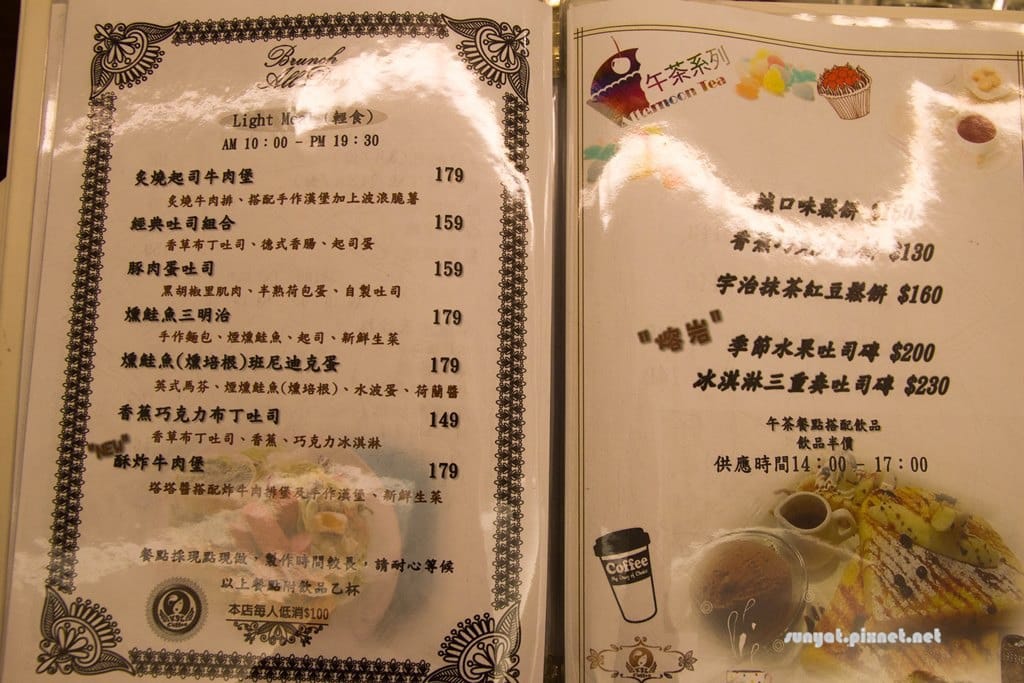 Brunch
All Day
Light Meal (輕食)
AM 10：00 - PM 19：30
炙燒起司牛肉堡 179
炙燒牛肉排、搭配手作漢堡加上波浪脆薯
經典吐司組合 159
香草布丁吐司、德式香腸、起司蛋
豚肉蛋吐司 159
黑胡椒里肌肉、半熟荷包蛋、自製吐司
燻鮭魚三明治 179
手作麵包、煙燻鮭魚、起司、新鮮生菜
燻鮭魚(燻培根)班尼迪克蛋 179
英式馬芬、煙燻鮭魚(燻培根)、水波蛋、荷蘭醬
香蕉巧克力布丁吐司 149
香草布丁吐司、香蕉、巧克力冰淇淋
"NEW"
酥炸牛肉堡 179
塔塔醬搭配炸牛肉排堡及手作漢堡、新鮮生菜
餐點採現點現做，製作時間較長，請耐心等候
以上餐點附飲品乙杯
本店每人低消$100
午茶系列
Afternoon Tea
鹹口味鬆餅
香蕉 鬆餅 $130
宇治抹茶紅豆鬆餅 $160
"熔岩"
季節水果吐司磚 $200
冰淇淋三重奏吐司磚 $230
午茶餐點搭配飲品
飲品半價
供應時間14：00 - 17：00
Coffee
sunyat.pixnet.net